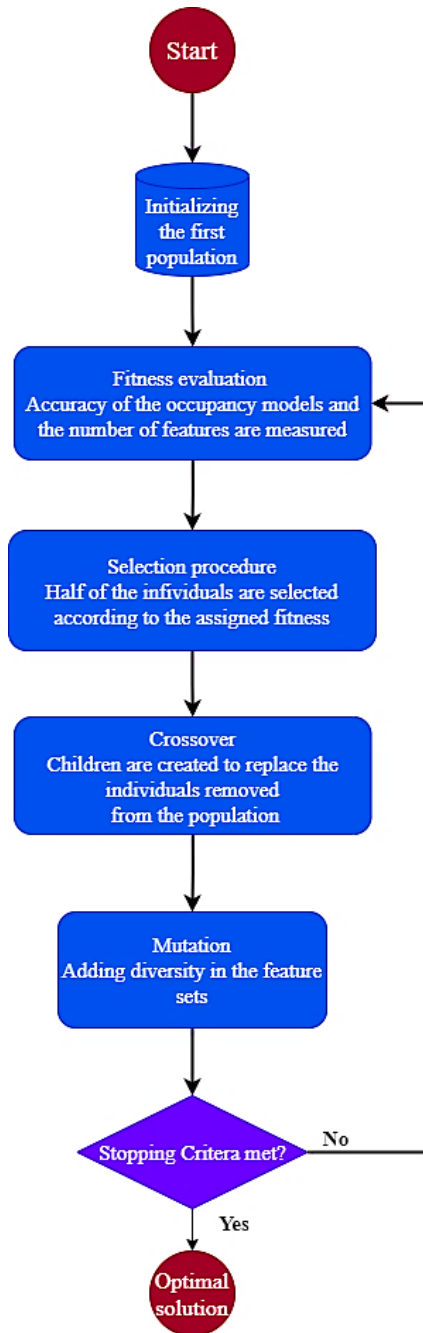 Start
Initializing
the first
population
Fitness evaluation
Accuracy of the occupancy models and
the number of features are measured
Selection procedure
Half of the infividuals are selected
according to the assigned fitness
Crossover
Children are created to replace the
individuals removed
from the population
Mutation
Adding diversity in the feature
sets
Stopping Critera met?
No
Yes
Optimal
solution